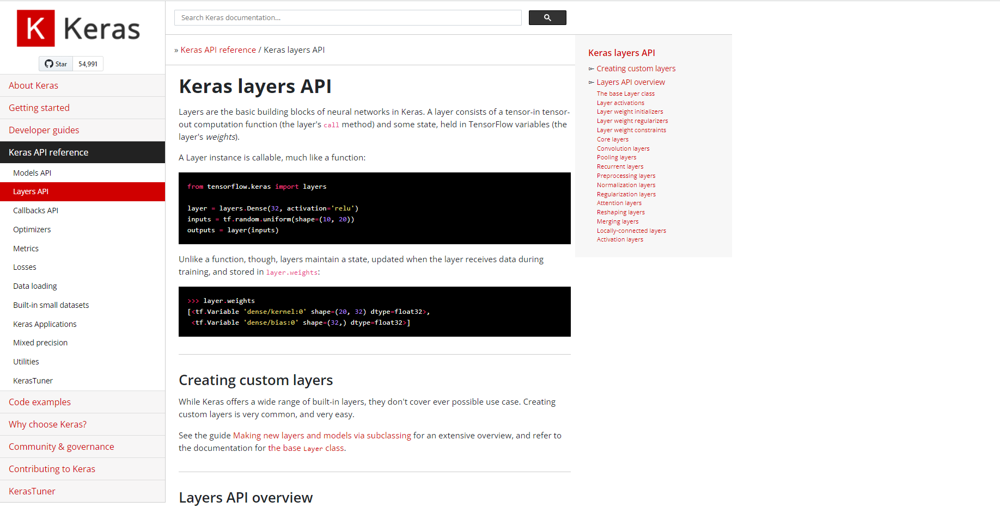 K Keras
Star 54,991
About Keras
Getting started
Developer guides
Keras API reference
Models API
Layers API
Callbacks API
Optimizers
Metrics
Losses
Data loading
Built-in small datasets
Keras Applications
Mixed precision
Utilities
KerasTuner
Code examples
Why choose Keras?
Community & governance
Contributing to Keras
KerasTuner
Search Keras documentation...
» Keras API reference / Keras layers API
Keras layers API
Layers are the basic building blocks of neural networks in Keras. A layer consists of a tensor-in tensor-
out computation function (the layer's call method) and some state, held in TensorFlow variables (the
layer's weights).
A Layer instance is callable, much like a function:
from tensorflow.keras import layers
layer = layers.Dense(32, activation='relu')
inputs = tf.random.uniform(shape=(10, 20))
outputs = layer(inputs)
Unlike a function, though, layers maintain a state, updated when the layer receives data during
training, and stored in layer.weights:
>>> layer.weights
[<tf.Variable 'dense/kernel:0' shape=(20, 32) dtype=float32>,
<tf.Variable 'dense/bias:0' shape=(32,) dtype=float32>]
Creating custom layers
While Keras offers a wide range of built-in layers, they don't cover ever possible use case. Creating
custom layers is very common, and very easy.
See the guide Making new layers and models via subclassing for an extensive overview, and refer to
the documentation for the base Layer class.
Layers API overview
Keras layers API
Creating custom layers
Layers API overview
The base Layer class
Layer activations
Layer weight initializers
Layer weight regularizers
Layer weight constraints
Core layers
Convolution layers
Pooling layers
Recurrent layers
Preprocessing layers
Normalization layers
Regularization layers
Attention layers
Reshaping layers
Merging layers
Locally-connected layers
Activation layers